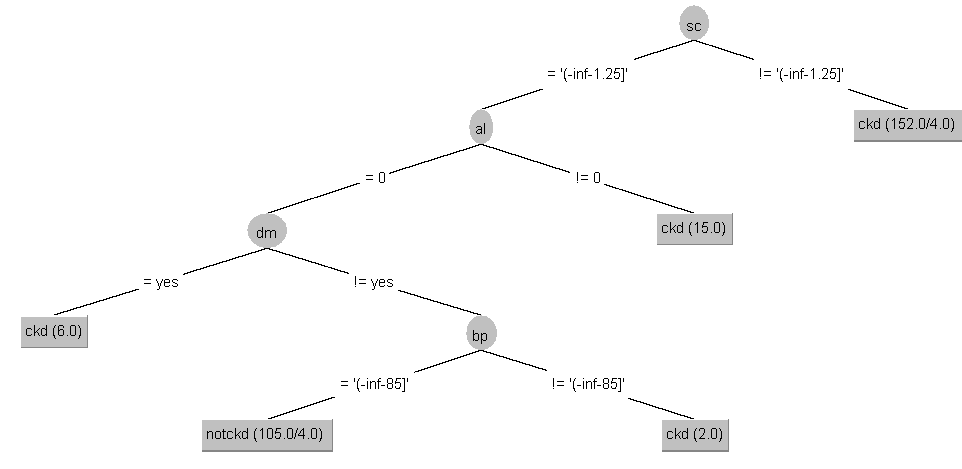 sc
= '(-inf-1.25]'
!= '(-inf-1.25]'
al
ckd (152.0/4.0)
= 0
!= 0
dm
ckd (15.0)
= yes
!= yes
ckd (6.0)
bp
= '(-inf-85]'
!= '(-inf-85]'
notckd (105.0/4.0)
ckd (2.0)